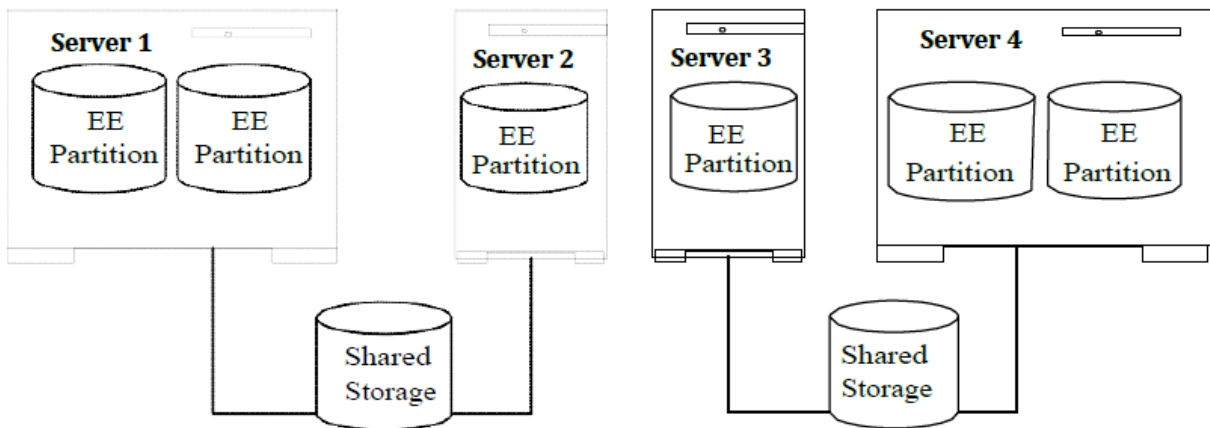 Server 1
EE
Partition
EE
Partition
Server 2
EE
Partition
Server 3
EE
Partition
Server 4
EE
Partition
EE
Partition
Shared
Storage
Shared
Storage